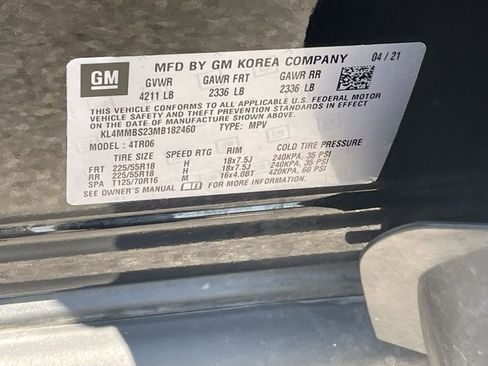 GM
MFD BY GM KOREA COMPANY 04/21
GVWR GAWR FRT GAWR RR
4211 LB 2336 LB 2336 LB
THIS VEHICLE CONFORMS TO ALL APPLICABLE U.S. FEDERAL MOTOR
VEHICLE SAFETY AND THEFT PREVENTION STANDARDS IN EFFECT
ON THE DATE OF MANUFACTURE SHOWN ABOVE.
KL4MMBS23MB182460 TYPE: MPV
MODEL : 4TR06
TIRE SIZE SPEED RTG RIM COLD TIRE PRESSURE
FRT 225/55R18 H 18x7.5J 240KPA, 35 PSI
RR 225/55R18 H 18x7.5J 240KPA, 35 PSI
SPA T125/70R16 M 16x4.0BT 420KPA, 60 PSI
SEE OWNER'S MANUAL